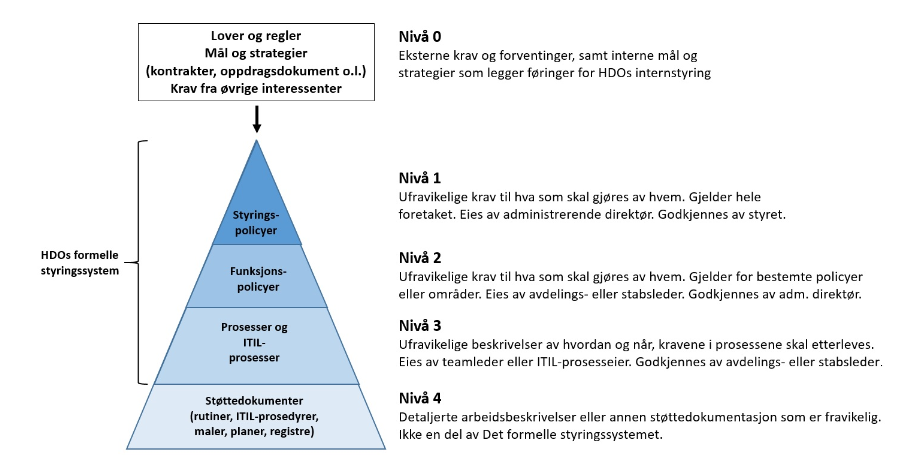 Lover og regler
Mål og strategier
(kontrakter, oppdragsdokument o.l.)
Krav fra øvrige interessenter
Nivå 0
Eksterne krav og forventinger, samt interne mål og
strategier som legger føringer for HDOs internstyring
HDOs formelle
styringssystem
Styrings-
policyer
Nivå 1
Ufravikelige krav til hva som skal gjøres av hvem. Gjelder hele
foretaket. Eies av administrerende direktør. Godkjennes av styret.
Funksjons-
policyer
Nivå 2
Ufravikelige krav til hva som skal gjøres av hvem. Gjelder for bestemte policyer
eller områder. Eies av avdelings- eller stabsleder. Godkjennes av adm. direktør.
Prosesser og
ITIL-
prosesser
Nivå 3
Ufravikelige beskrivelser av hvordan og når, kravene i prosessene skal etterleves.
Eies av teamleder eller ITIL-prosesseier. Godkjennes av avdelings- eller stabsleder.
Støttedokumenter
(rutiner, ITIL-prosedyrer,
maler, planer, registre)
Nivå 4
Detaljerte arbeidsbeskrivelser eller annen støttedokumentasjon som er fravikelig.
Ikke en del av Det formelle styringssystemet.